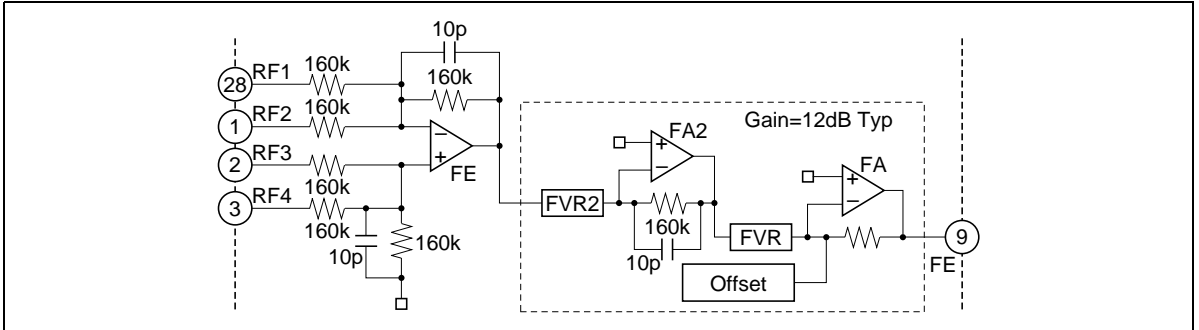 10p
160k
28 RF1 160k
160k
1 RF2
2 RF3
3 RF4
160k
160k
10p
160k
−
+
FE
Gain=12dB Typ
FVR2
+
−
FA2
160k
10p
FVR
+
−
FA
Offset
FE
9